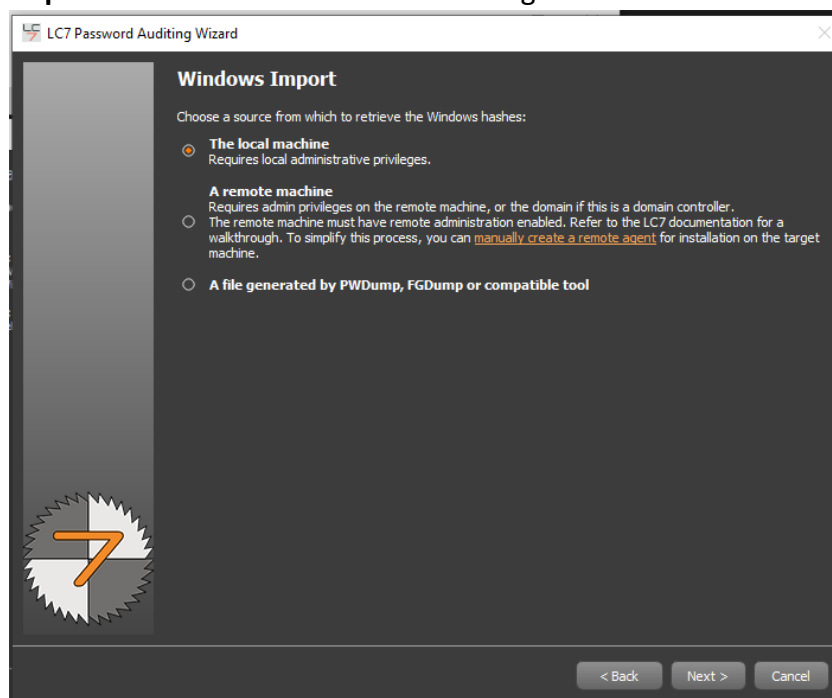 LC7 Password Auditing Wizard
Windows Import
Choose a source from which to retrieve the Windows hashes:
The local machine
Requires local administrative privileges.
A remote machine
Requires admin privileges on the remote machine, or the domain if this is a domain controller.
The remote machine must have remote administration enabled. Refer to the LC7 documentation for a
walkthrough. To simplify this process, you can manually create a remote agent for installation on the target
machine.
A file generated by PWDump, FGDump or compatible tool
7
< Back Next > Cancel